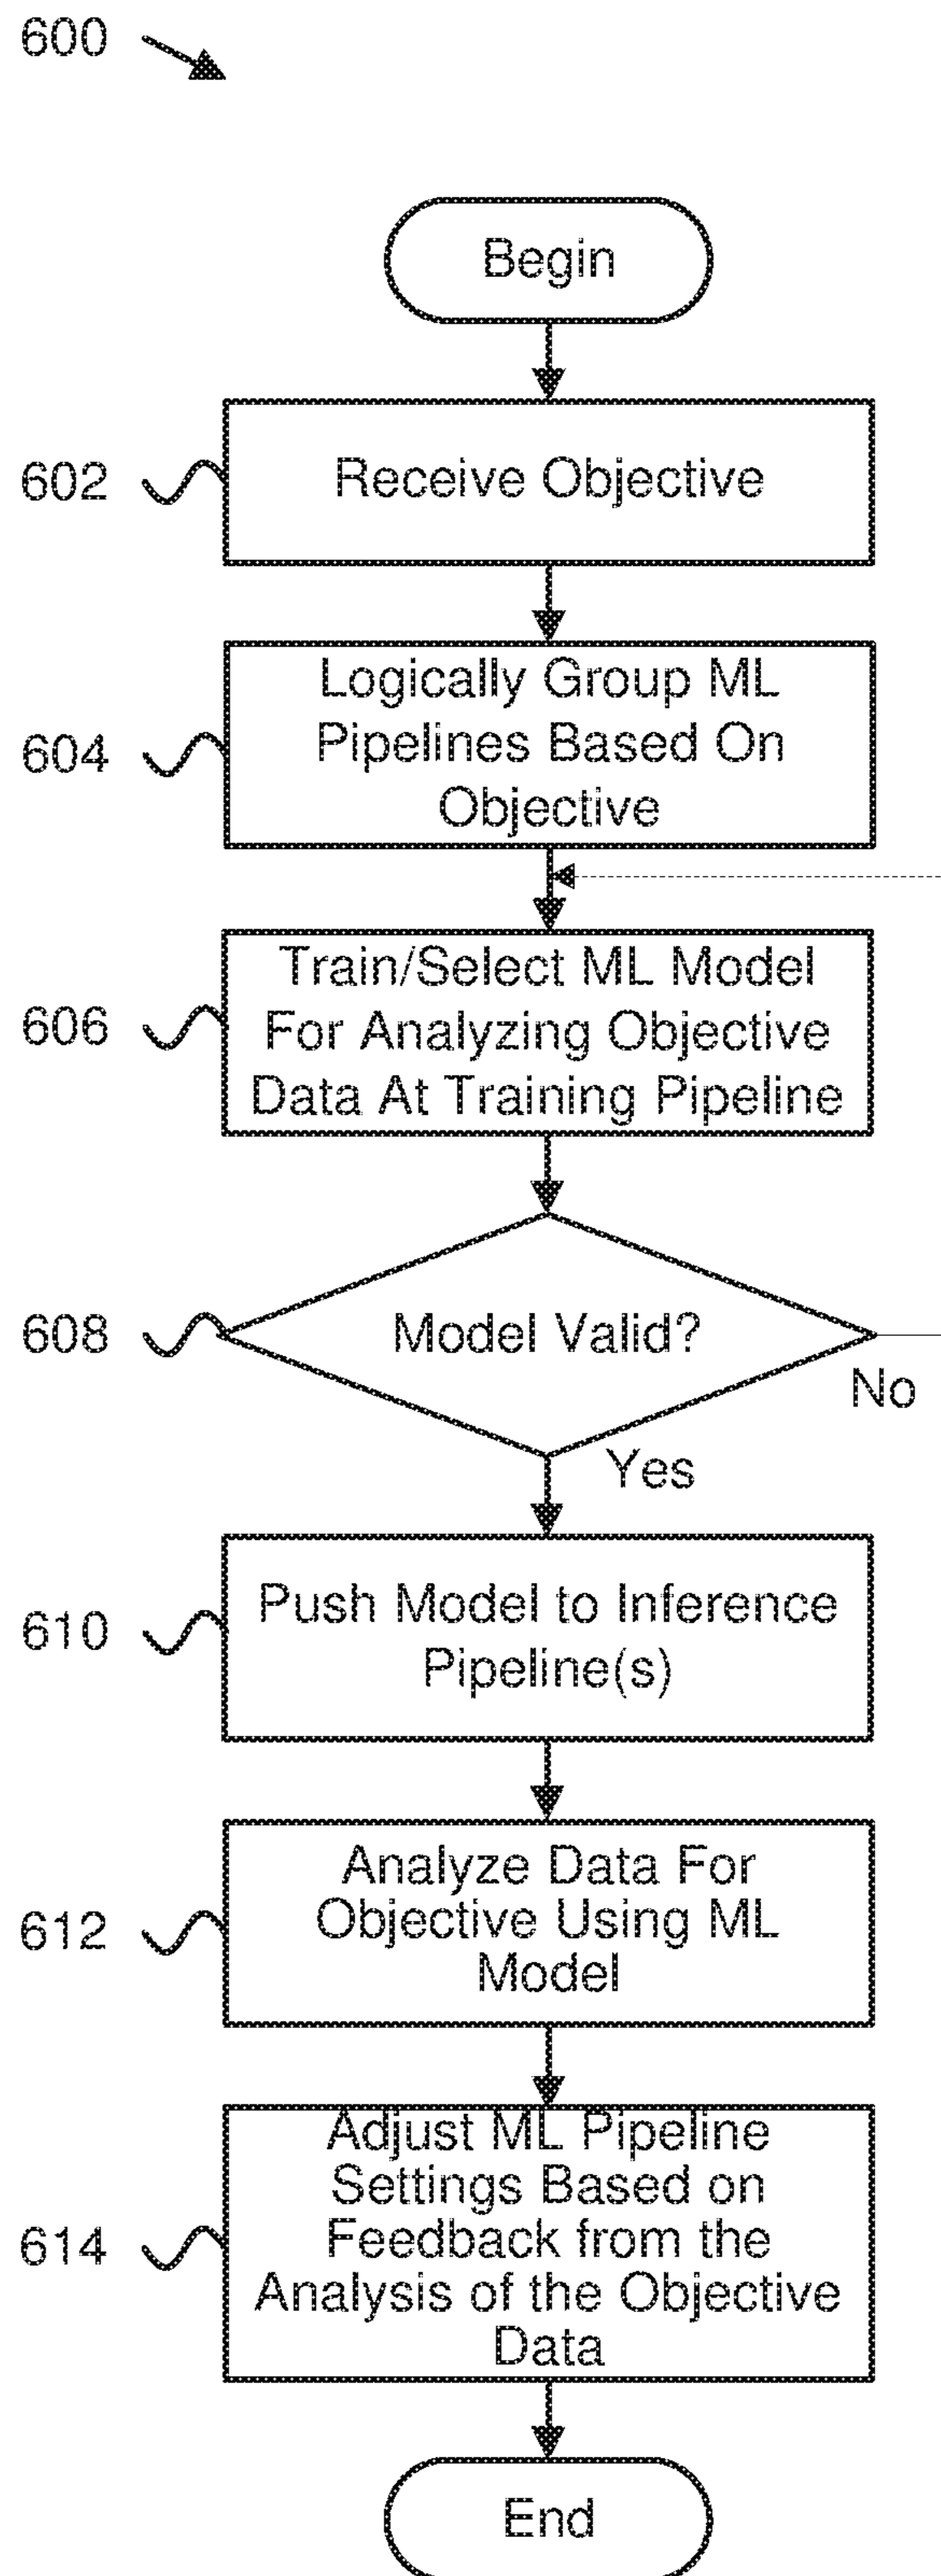 600
Begin
602
Receive Objective
604
Logically Group ML
Pipelines Based On
Objective
606
Train/Select ML Model
For Analyzing Objective
Data At Training Pipeline
608
Model Valid?
No
Yes
610
Push Model to Inference
Pipeline(s)
612
Analyze Data For
Objective Using ML
Model
614
Adjust ML Pipeline
Settings Based on
Feedback from the
Analysis of the Objective
Data
End